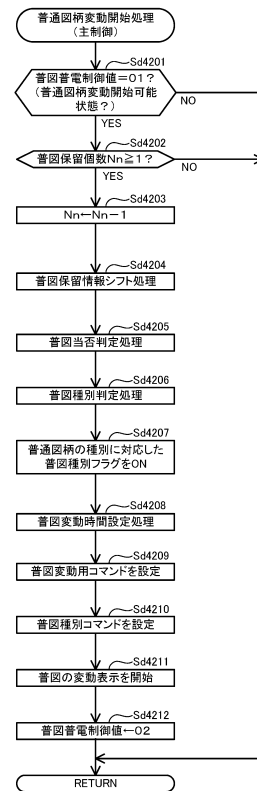 普通図柄変動開始処理
(主制御)
Sd4201
普図普電制御値=01?
(普通図柄変動開始可能
状態?)
NO
YES
Sd4202
普図保留個数Nn≧1?
NO
YES
Sd4203
Nn←Nn-1
Sd4204
普図保留情報シフト処理
Sd4205
普図当否判定処理
Sd4206
普図種別判定処理
Sd4207
普通図柄の種別に対応した
普図種別フラグをON
Sd4208
普図変動時間設定処理
Sd4209
普図変動用コマンドを設定
Sd4210
普図種別コマンドを設定
Sd4211
普図の変動表示を開始
Sd4212
普図普電制御値←02
RETURN